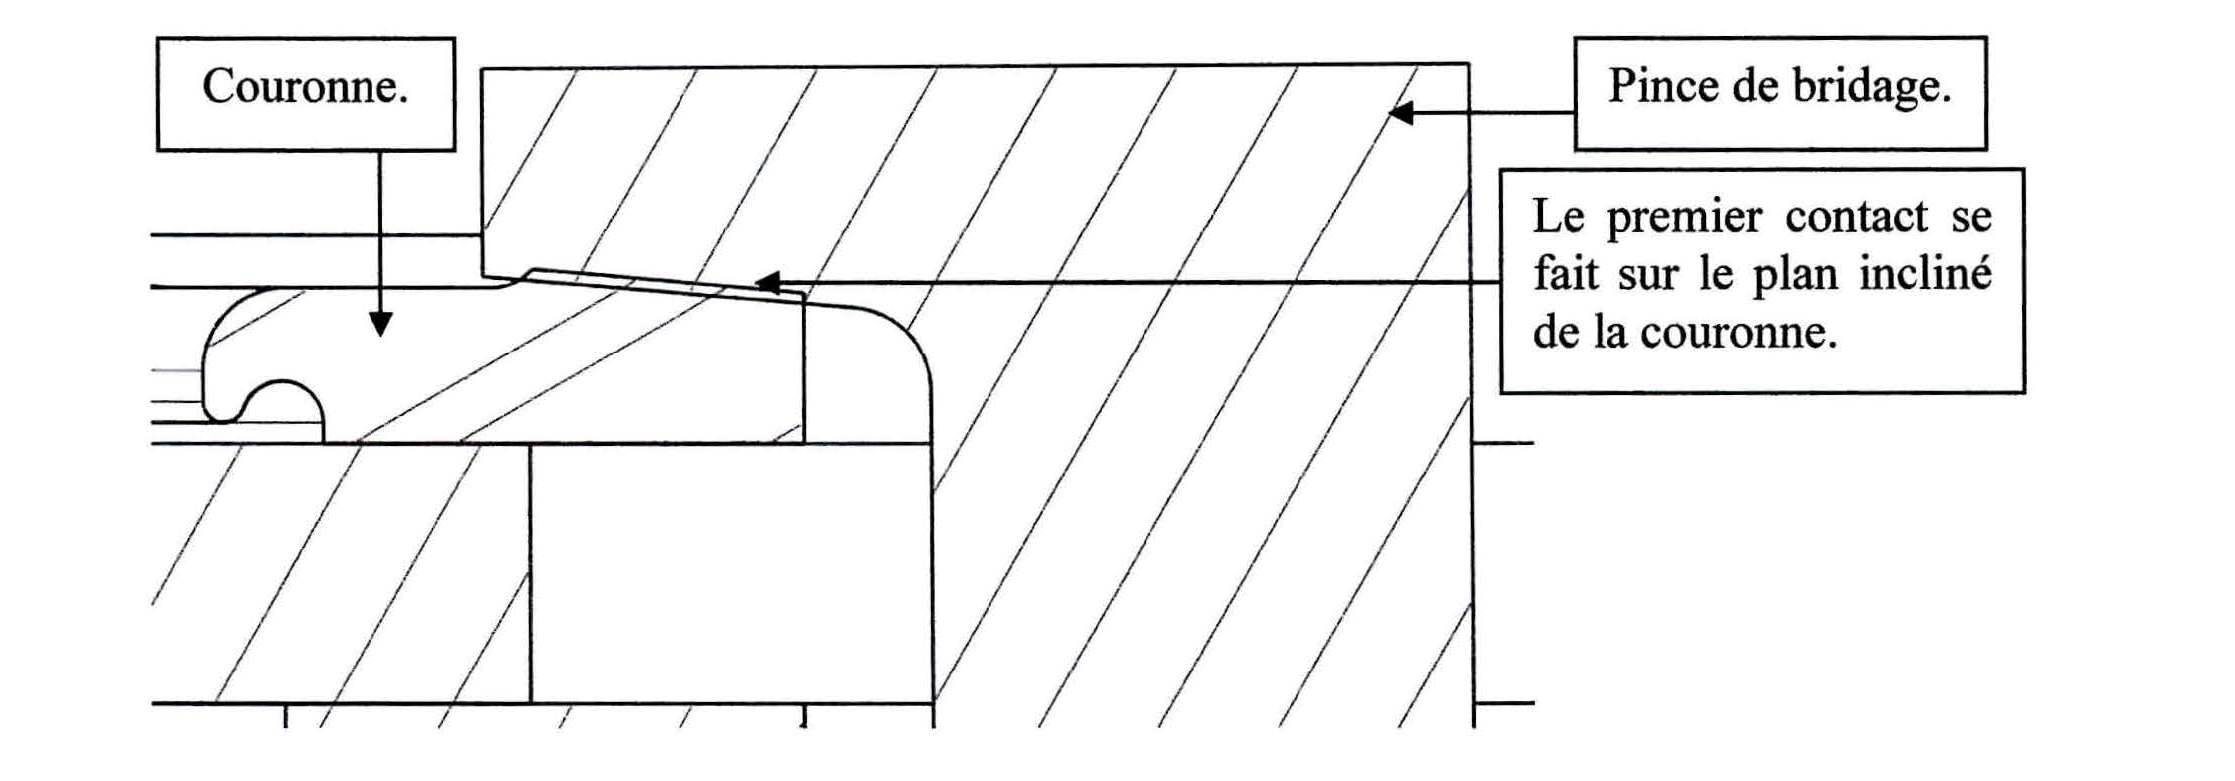 Couronne.
Pince de bridage.
Le premier contact se
fait sur le plan incliné
de la couronne.